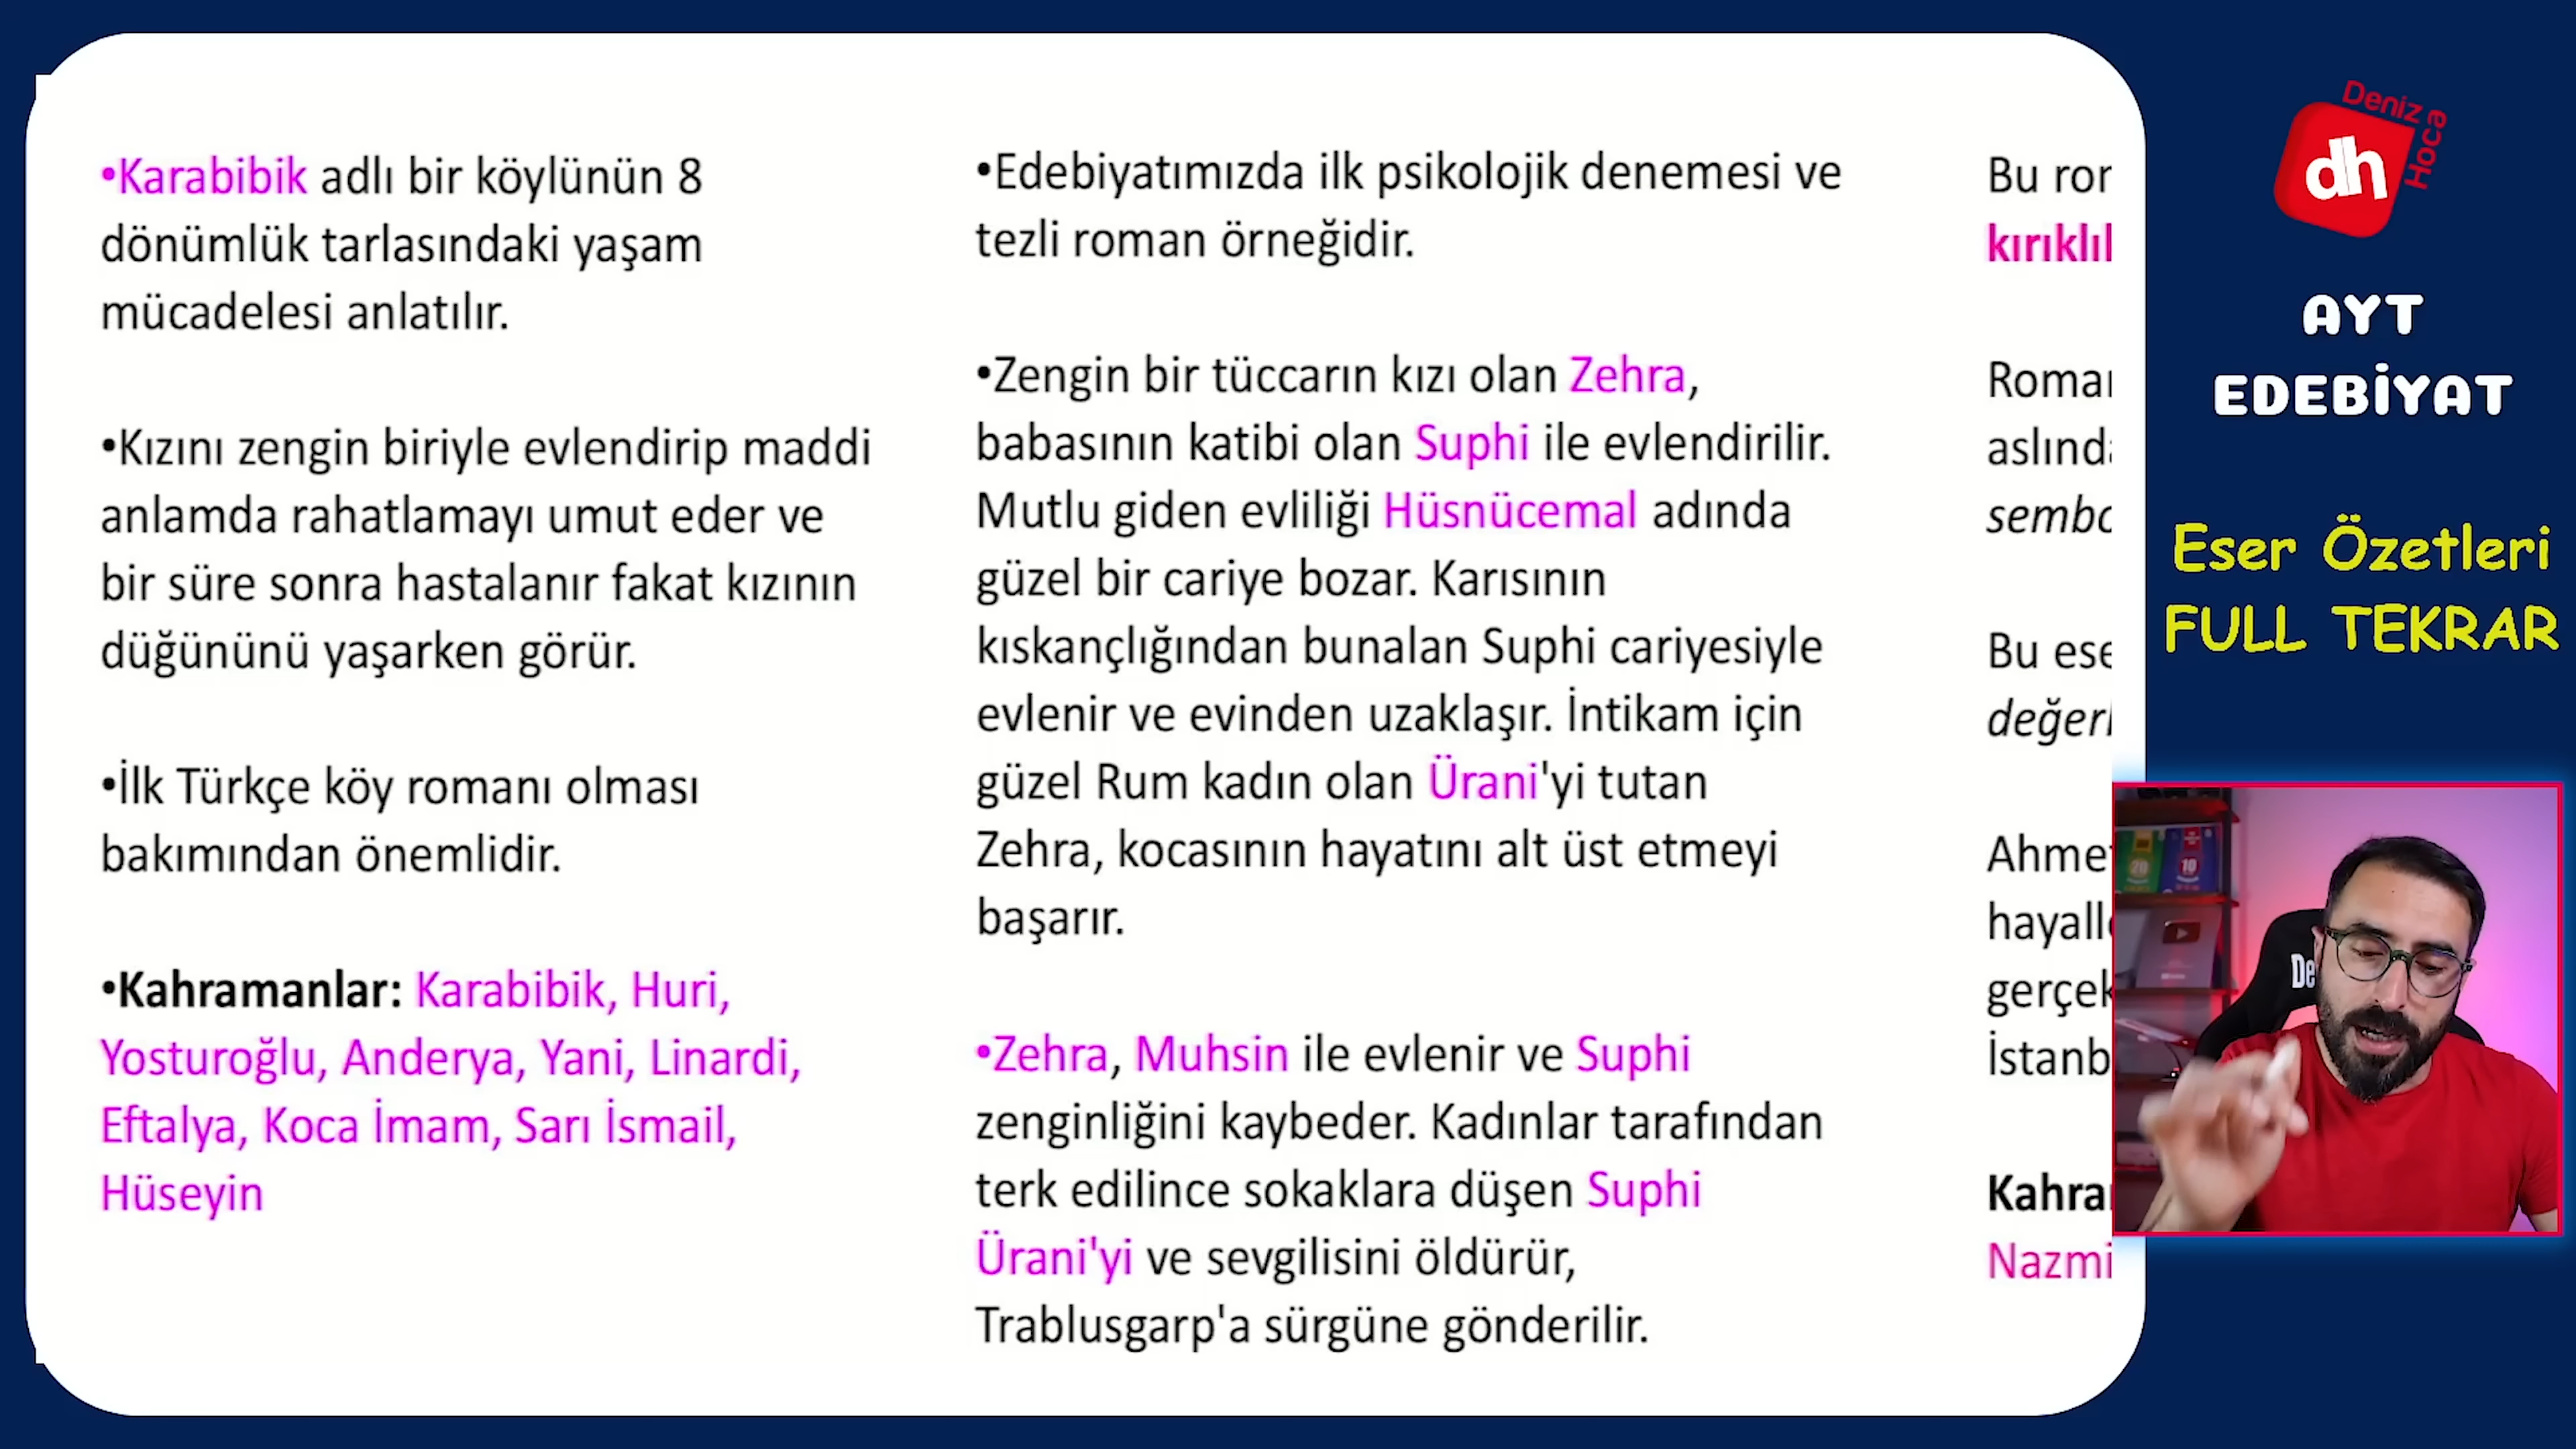 •Karabibik adlı bir köylünün 8
dönümlük tarlasındaki yaşam
mücadelesi anlatılır.
•Kızını zengin biriyle evlendirip maddi
anlamda rahatlamayı umut eder ve
bir süre sonra hastalanır fakat kızının
düğününü yaşarken görür.
•İlk Türkçe köy romanı olması
bakımından önemlidir.
•Kahramanlar: Karabibik, Huri,
Yosturoğlu, Anderya, Yani, Linardi,
Eftalya, Koca İmam, Sarı İsmail,
Hüseyin
•Edebiyatımızda ilk psikolojik denemesi ve
tezli roman örneğidir.
•Zengin bir tüccarın kızı olan Zehra,
babasının katibi olan Suphi ile evlendirilir.
Mutlu giden evliliği Hüsnücemal adında
güzel bir cariye bozar. Karısının
kıskançlığından bunalan Suphi cariyesiyle
evlenir ve evinden uzaklaşır. İntikam için
güzel Rum kadın olan Ürani'yi tutan
Zehra, kocasının hayatını alt üst etmeyi
başarır.
•Zehra, Muhsin ile evlenir ve Suphi
zenginliğini kaybeder. Kadınlar tarafından
terk edilince sokaklara düşen Suphi
Ürani'yi ve sevgilisini öldürür,
Trablusgarp'a sürgüne gönderilir.
Bu
Bu
Nazmi
Deniz Hoca
dh
AYT
EDEBİYAT
Eser Özetleri
FULL TEKRAR
De
20
10